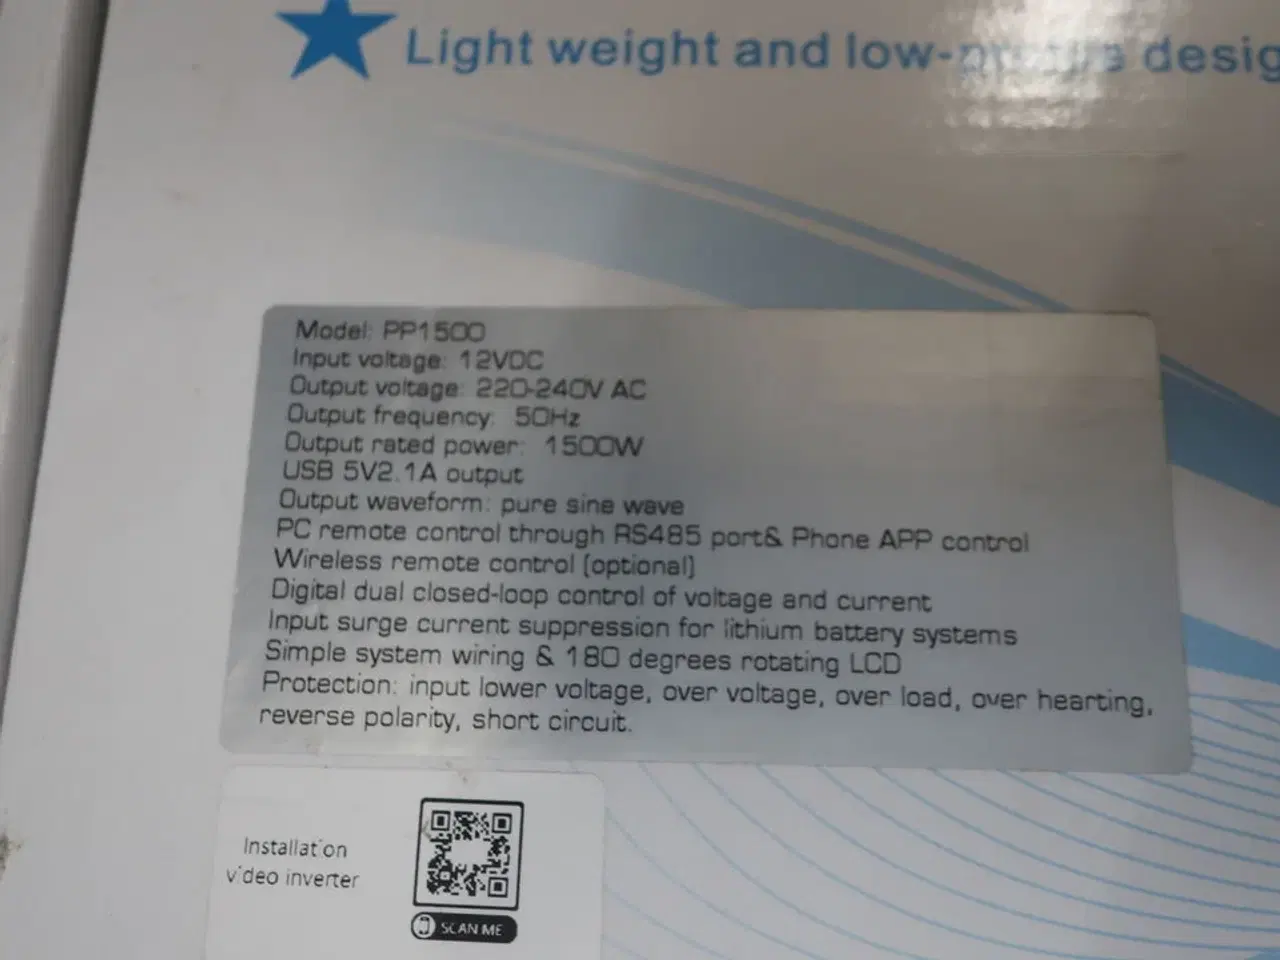 Light weight and low-profile desig
Model: PP1500
Input voltage: 12VDC
Output voltage: 220-240V AC
Output frequency: 50Hz
Output rated power: 1500W
USB 5V2.1A output
Output waveform: pure sine wave
PC remote control through RS485 port& Phone APP control
Wireless remote control (optional)
Digital dual closed-loop control of voltage and current
Input surge current suppression for lithium battery systems
Simple system wiring & 180 degrees rotating LCD
Protection: input lower voltage, over voltage, over load, over hearting,
reverse polarity, short circuit.
Installation
video inverter
SCAN ME